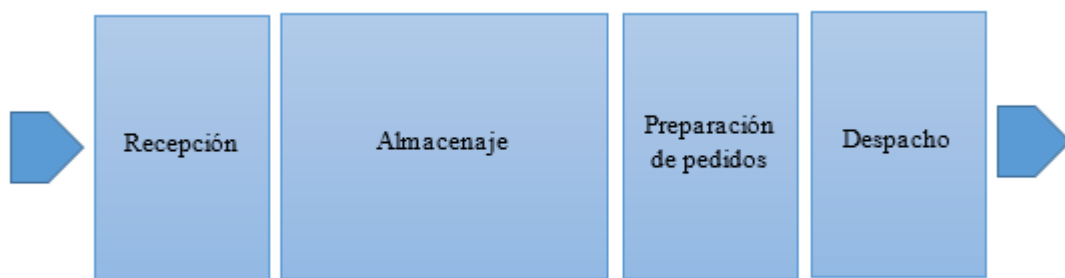 Recepción
Almacenaje
Preparación
de pedidos
Despacho